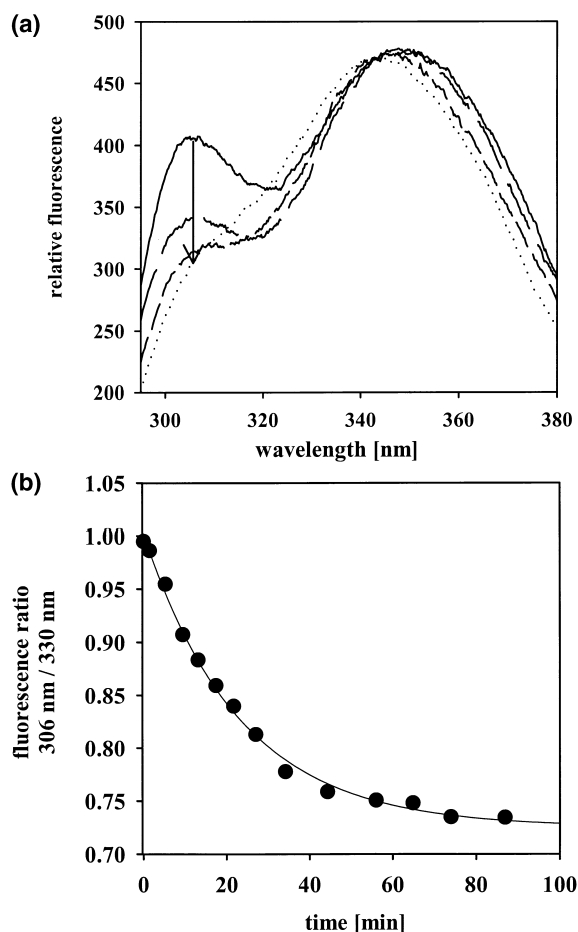 (a)
500
450
400
350
300
250
200
relative fluorescence
300 320 340 360 380
wavelength [nm]
(b)
1.05
1.00
0.95
0.90
0.85
0.80
0.75
0.70
fluorescence ratio
306 nm / 330 nm
0 20 40 60 80 100
time [min]